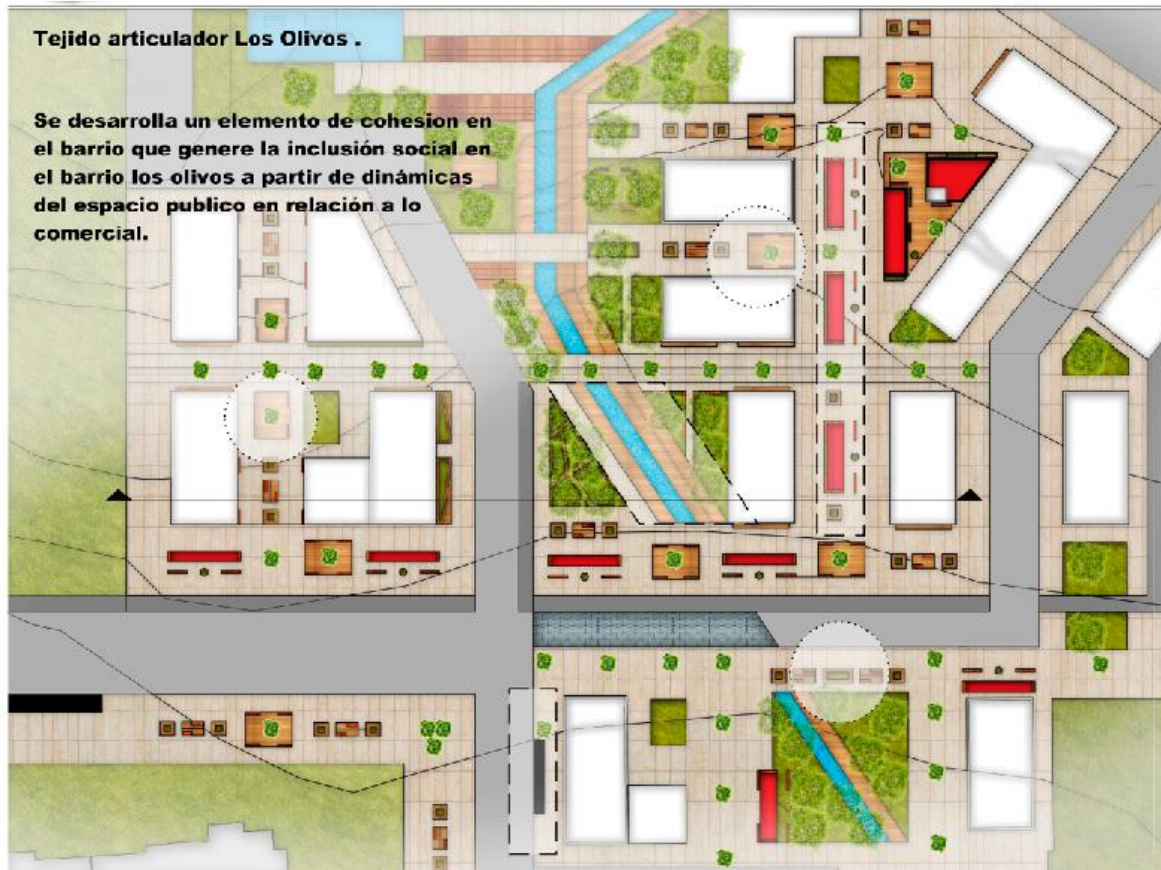 Tejido articulador Los Olivos .
Se desarrolla un elemento de cohesion en
el barrio que genere la inclusión social en
el barrio los olivos a partir de dinámicas
del espacio publico en relación a lo
comercial.